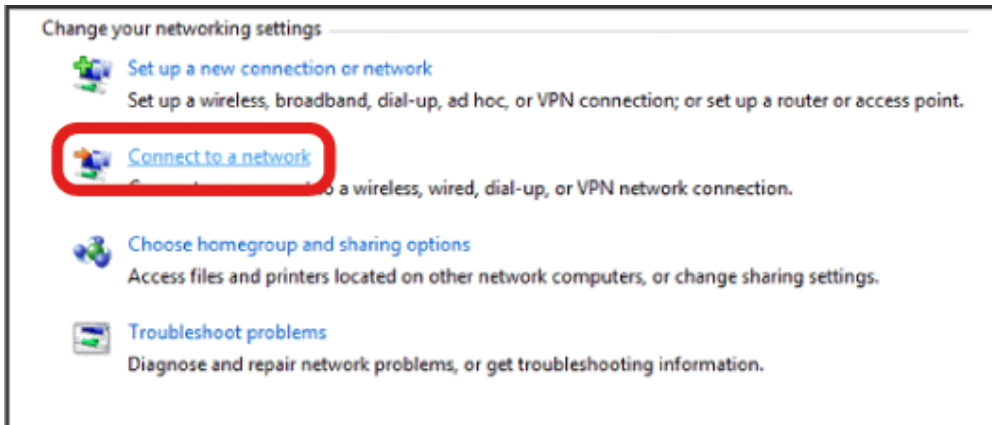 Change your networking settings
Set up a new connection or network
Set up a wireless, broadband, dial-up, ad hoc, or VPN connection; or set up a router or access point.
Connect to a network
a wireless, wired, dial-up, or VPN network connection.
Choose homegroup and sharing options
Access files and printers located on other network computers, or change sharing settings.
Troubleshoot problems
Diagnose and repair network problems, or get troubleshooting information.